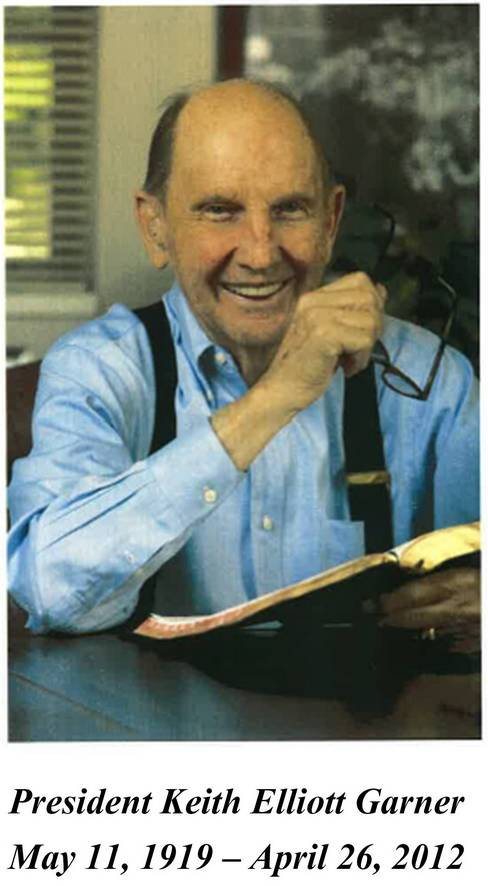 President Keith Elliott Garner
May 11, 1919 – April 26, 2012